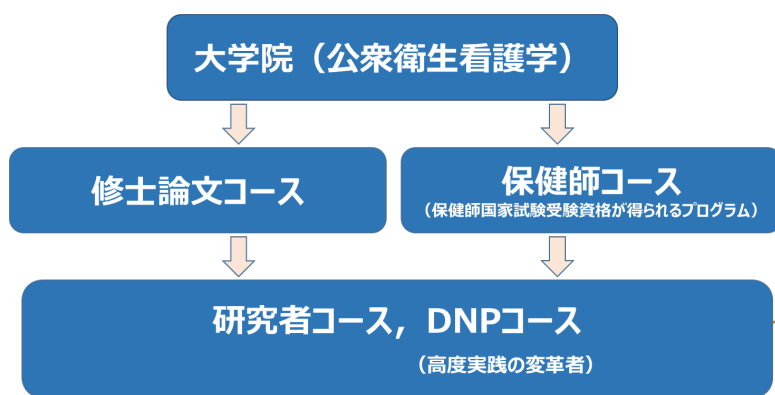 大学院（公衆衛生看護学）
修士論文コース
保健師コース
（保健師国家試験受験資格が得られるプログラム）
研究者コース，DNPコース
（高度実践の変革者）